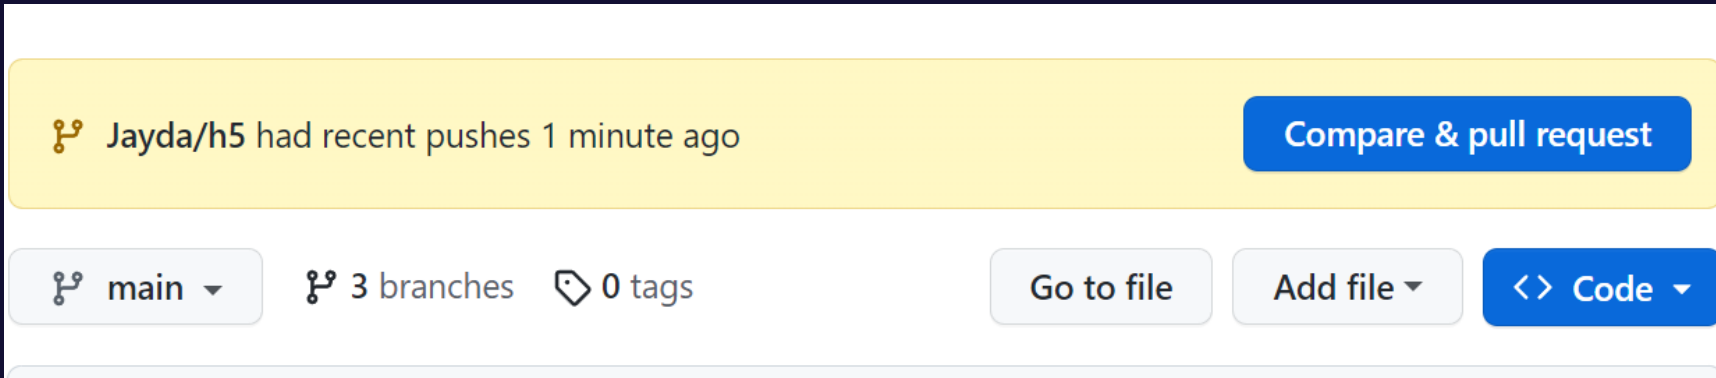 Jayda/h5 had recent pushes 1 minute ago Compare & pull request
main 3 branches 0 tags Go to file Add file <> Code